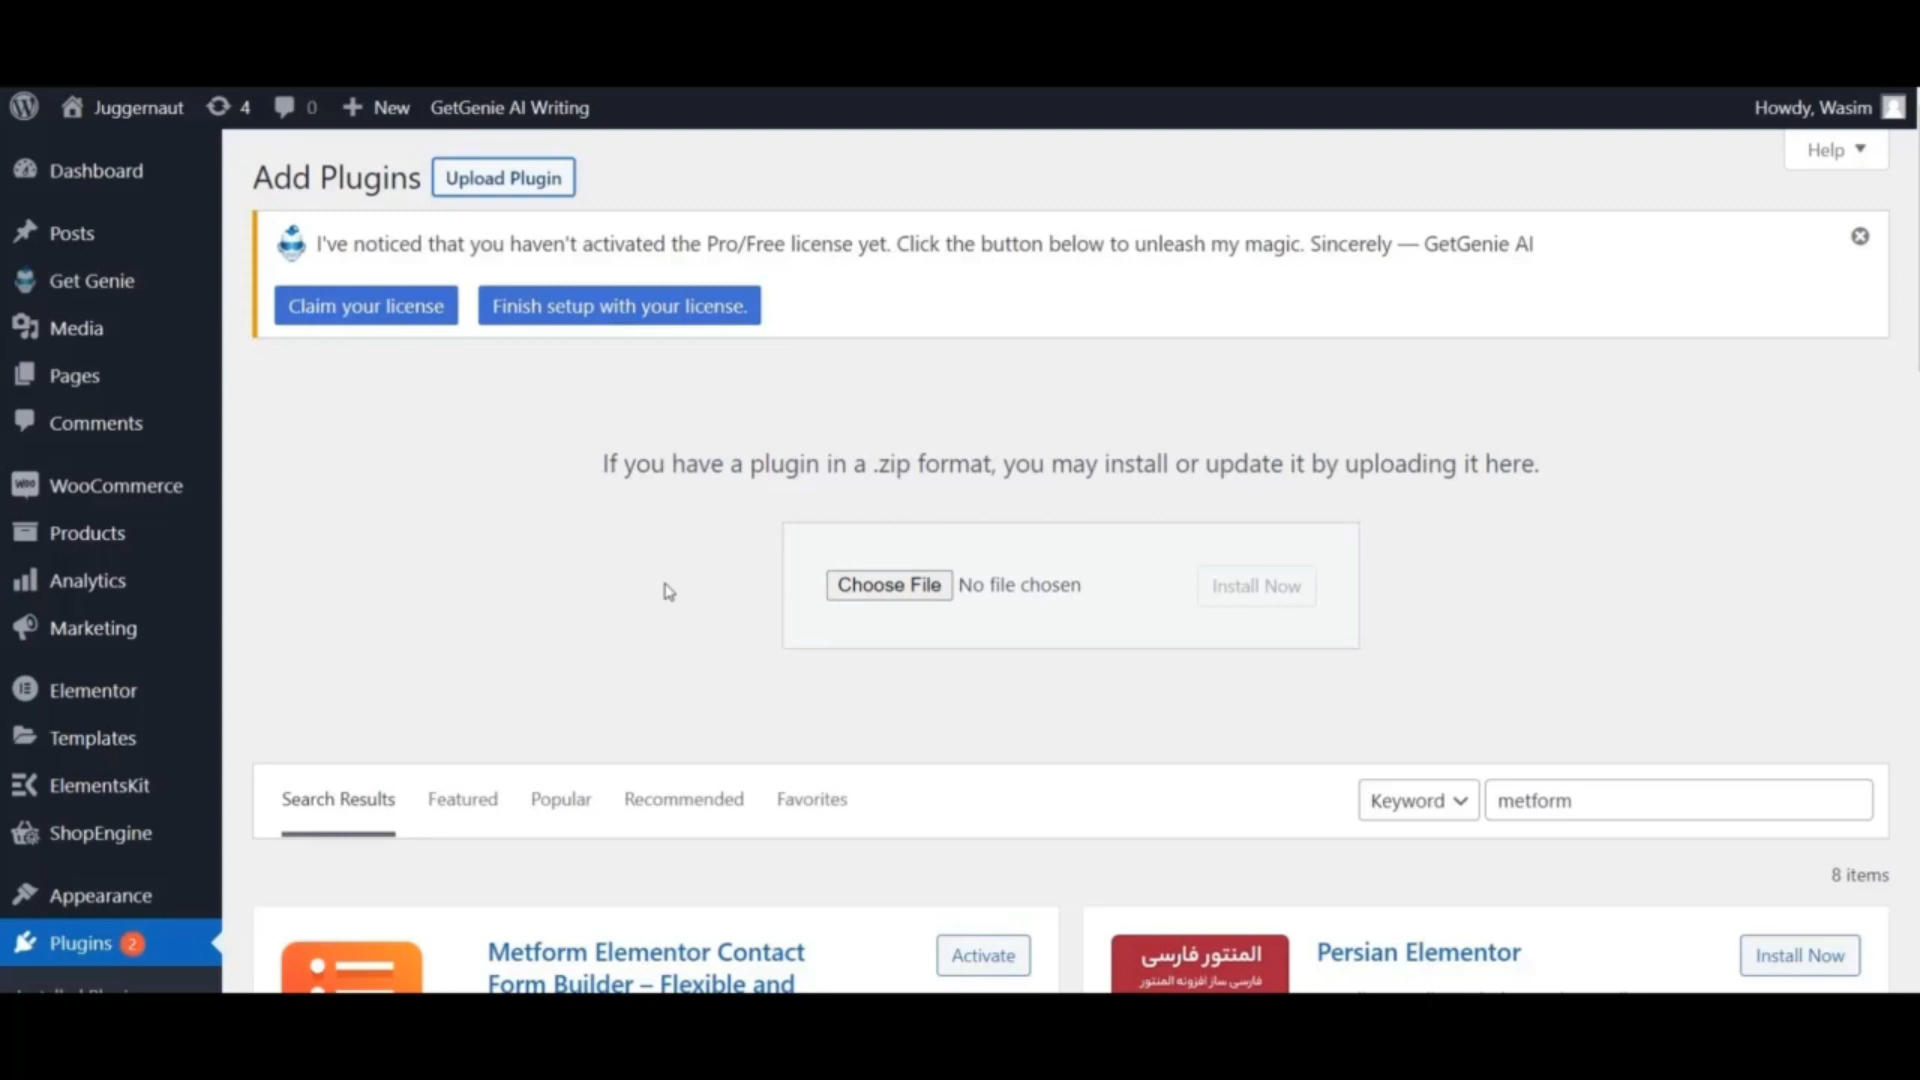 Juggernaut 4 0 New GetGenie AI Writing Howdy, Wasim
Help
Dashboard
Posts
Get Genie
Media
Pages
Comments
WooCommerce
Products
Analytics
Marketing
Elementor
Templates
ElementsKit
ShopEngine
Appearance
Plugins 2
Add Plugins Upload Plugin
I've noticed that you haven't activated the Pro/Free license yet. Click the button below to unleash my magic. Sincerely — GetGenie AI
Claim your license Finish setup with your license.
If you have a plugin in a .zip format, you may install or update it by uploading it here.
Choose File No file chosen Install Now
Search Results Featured Popular Recommended Favorites Keyword metform
8 items
Metform Elementor Contact
Form Builder – Flexible and
Activate
المنتور فارسی
فارسی ساز افزونه المنتور
Persian Elementor
Install Now